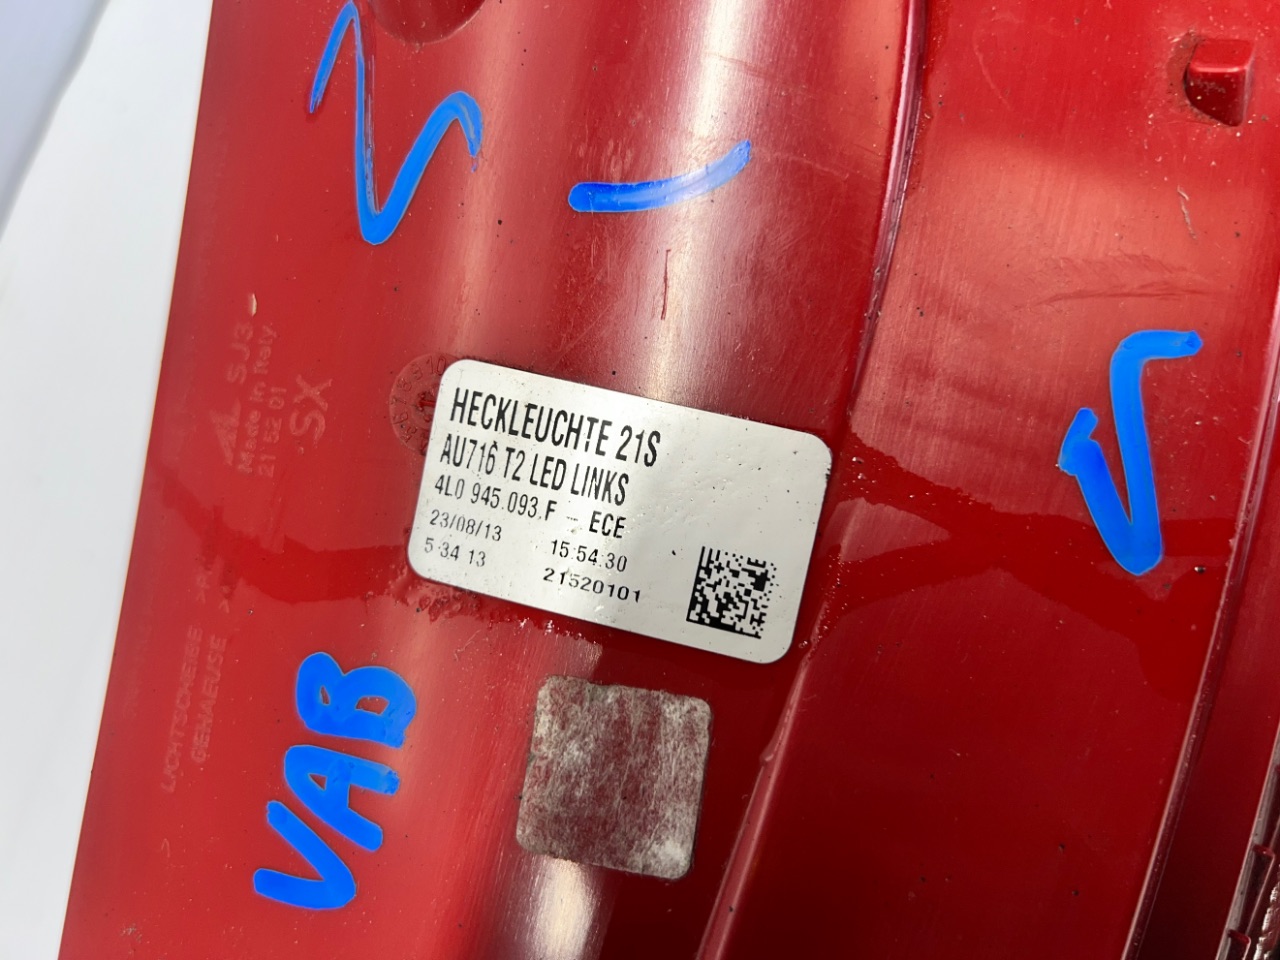 HECKLEUCHTE 21S
AU716 T2 LED LINKS
4L0 945.093.F - ECE
23/08/13 15:54:30
5 34 13 21520101
AL SJ3
Made in Italy
21 52 01
SX
LICHTSCHEIBE
GEHAEUSE
VAB